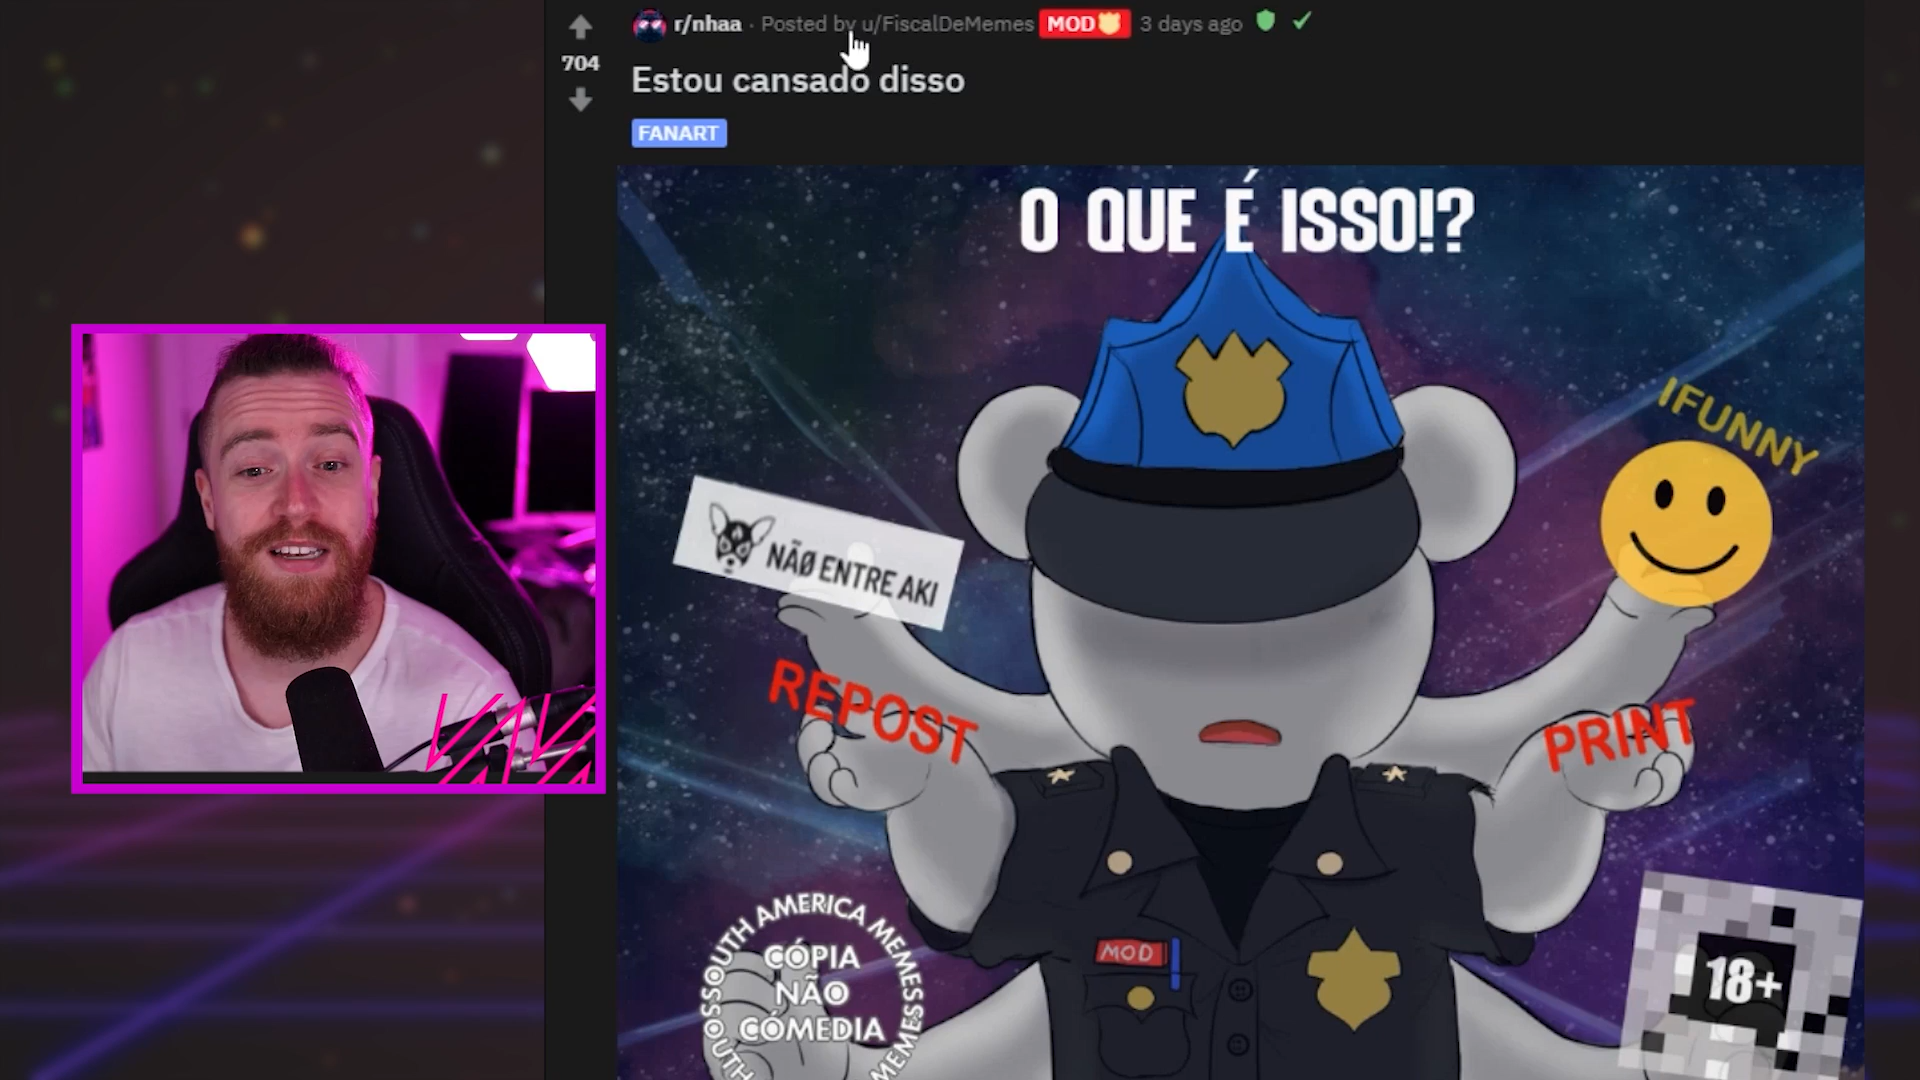 r/nhaa · Posted by u/FiscalDeMemes MOD 3 days ago
704
Estou cansado disso
FANART
O QUE É ISSO!?
IFUNNY
NÃØ ENTRE AKI
REPOST
PRINT
SOUTH AMERICA MEMES
CÓPIA
NÃO
CÓMEDIA
MOD
18+